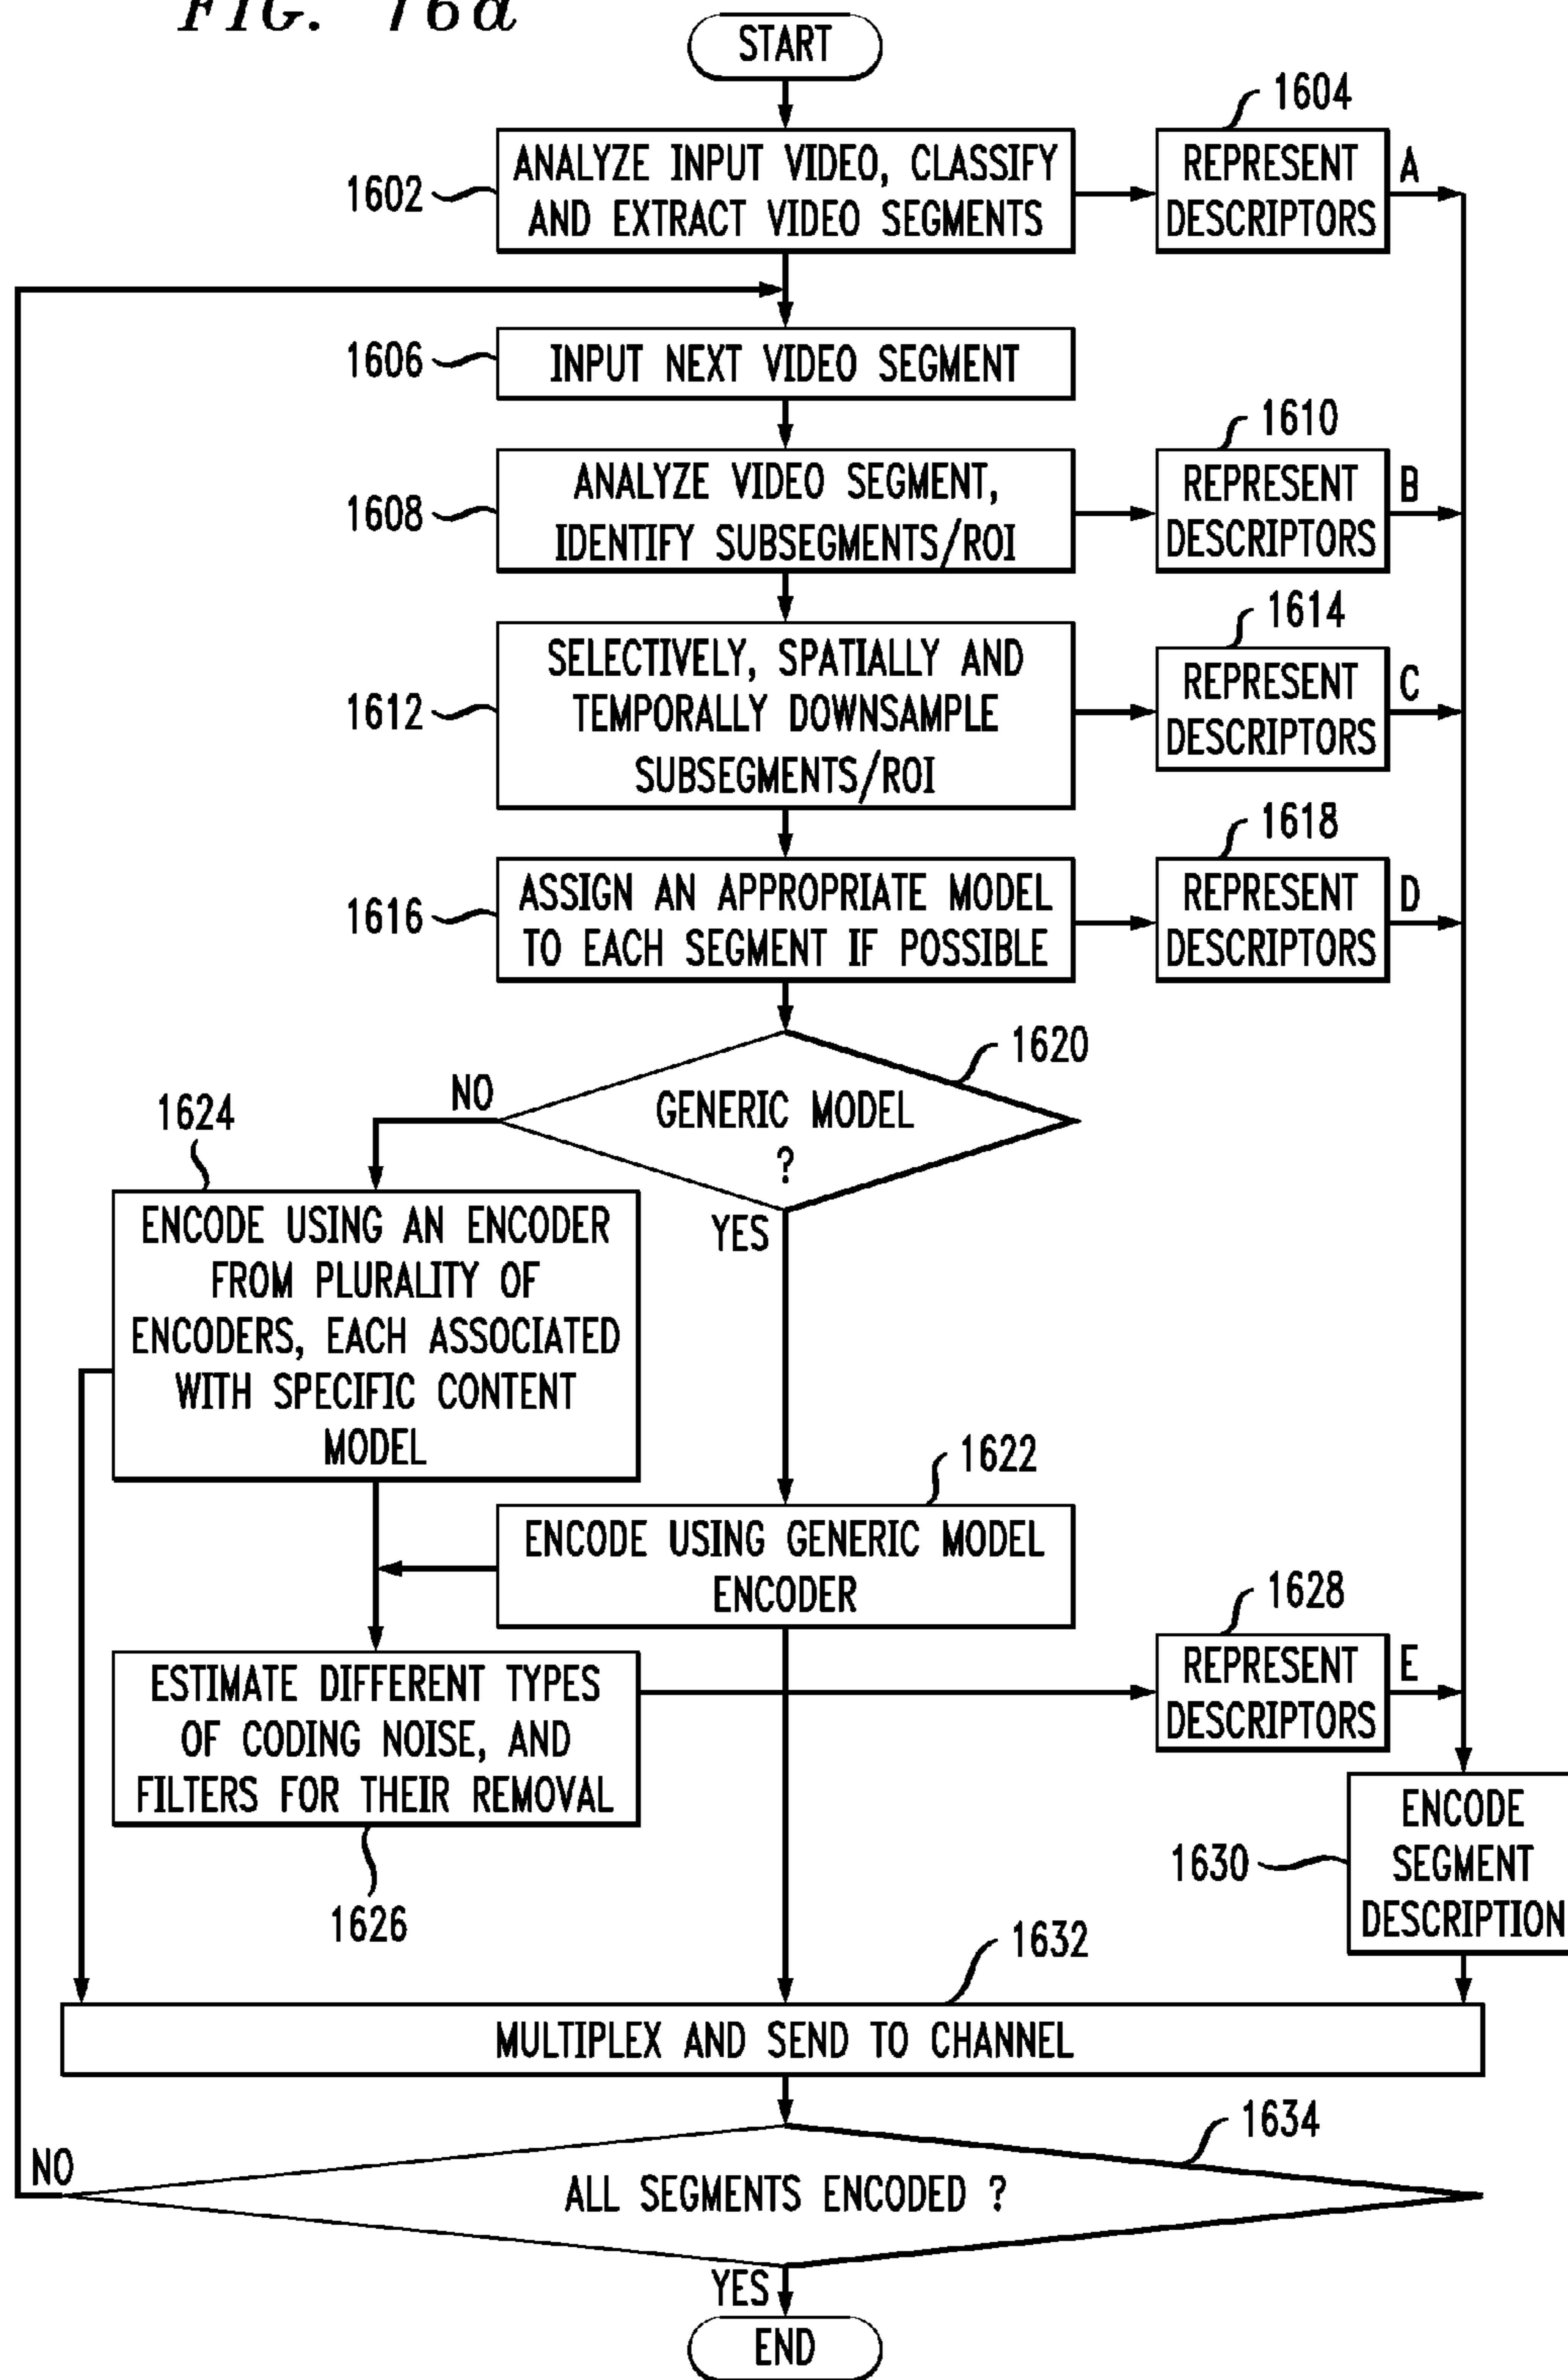 FIG. 16a
START
1604
ANALYZE INPUT VIDEO, CLASSIFY
AND EXTRACT VIDEO SEGMENTS
1602
REPRESENT
DESCRIPTORS
A
1606
INPUT NEXT VIDEO SEGMENT
1610
1608
ANALYZE VIDEO SEGMENT,
IDENTIFY SUBSEGMENTS/ROI
REPRESENT
DESCRIPTORS
B
1614
1612
SELECTIVELY, SPATIALLY AND
TEMPORALLY DOWNSAMPLE
SUBSEGMENTS/ROI
REPRESENT
DESCRIPTORS
C
1618
1616
ASSIGN AN APPROPRIATE MODEL
TO EACH SEGMENT IF POSSIBLE
REPRESENT
DESCRIPTORS
D
1620
NO
GENERIC MODEL
?
YES
1624
ENCODE USING AN ENCODER
FROM PLURALITY OF
ENCODERS, EACH ASSOCIATED
WITH SPECIFIC CONTENT
MODEL
1622
ENCODE USING GENERIC MODEL
ENCODER
1628
ESTIMATE DIFFERENT TYPES
OF CODING NOISE, AND
FILTERS FOR THEIR REMOVAL
1626
REPRESENT
DESCRIPTORS
E
1630
ENCODE
SEGMENT
DESCRIPTION
1632
MULTIPLEX AND SEND TO CHANNEL
1634
NO
ALL SEGMENTS ENCODED ?
YES
END